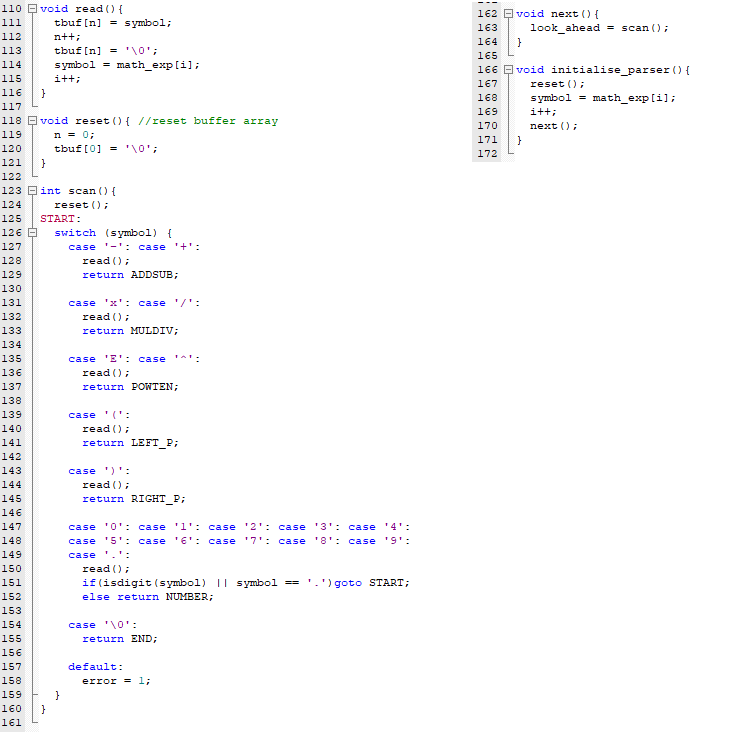 110 void read(){
111 tbuf[n] = symbol;
112 n++;
113 tbuf[n] = '\0';
114 symbol = math_exp[i];
115 i++;
116 }
117
118 void reset(){ //reset buffer array
119 n = 0;
120 tbuf[0] = '\0';
121 }
122
123 int scan(){
124 reset();
125 START:
126 switch (symbol) {
127 case '-': case '+':
128 read();
129 return ADDSUB;
130
131 case 'x': case '/':
132 read();
133 return MULDIV;
134
135 case 'E': case '^':
136 read();
137 return POWTEN;
138
139 case '(':
140 read();
141 return LEFT_P;
142
143 case ')':
144 read();
145 return RIGHT_P;
146
147 case '0': case '1': case '2': case '3': case '4':
148 case '5': case '6': case '7': case '8': case '9':
149 case '.':
150 read();
151 if(isdigit(symbol) || symbol == '.')goto START;
152 else return NUMBER;
153
154 case '\0':
155 return END;
156
157 default:
158 error = 1;
159 }
160 }
161
162 void next(){
163 look_ahead = scan();
164 }
165
166 void initialise_parser(){
167 reset();
168 symbol = math_exp[i];
169 i++;
170 next();
171 }
172